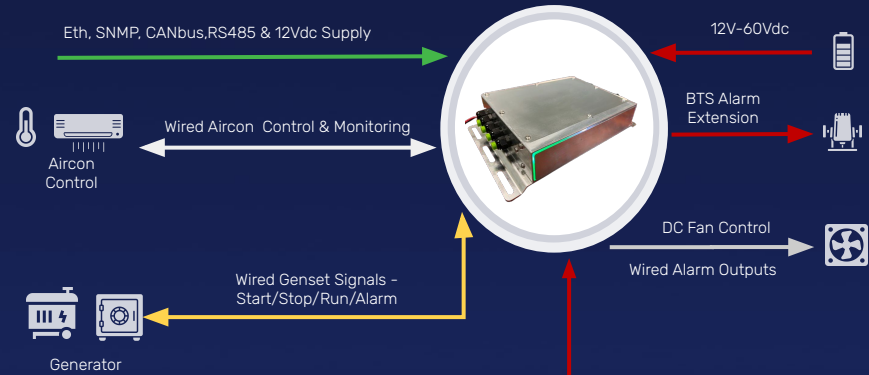 Eth, SNMP, CANbus,RS485 & 12Vdc Supply
12V-60Vdc
BTS Alarm
Extension
Wired Aircon Control & Monitoring
Aircon
Control
DC Fan Control
Wired Alarm Outputs
Wired Genset Signals -
Start/Stop/Run/Alarm
Generator